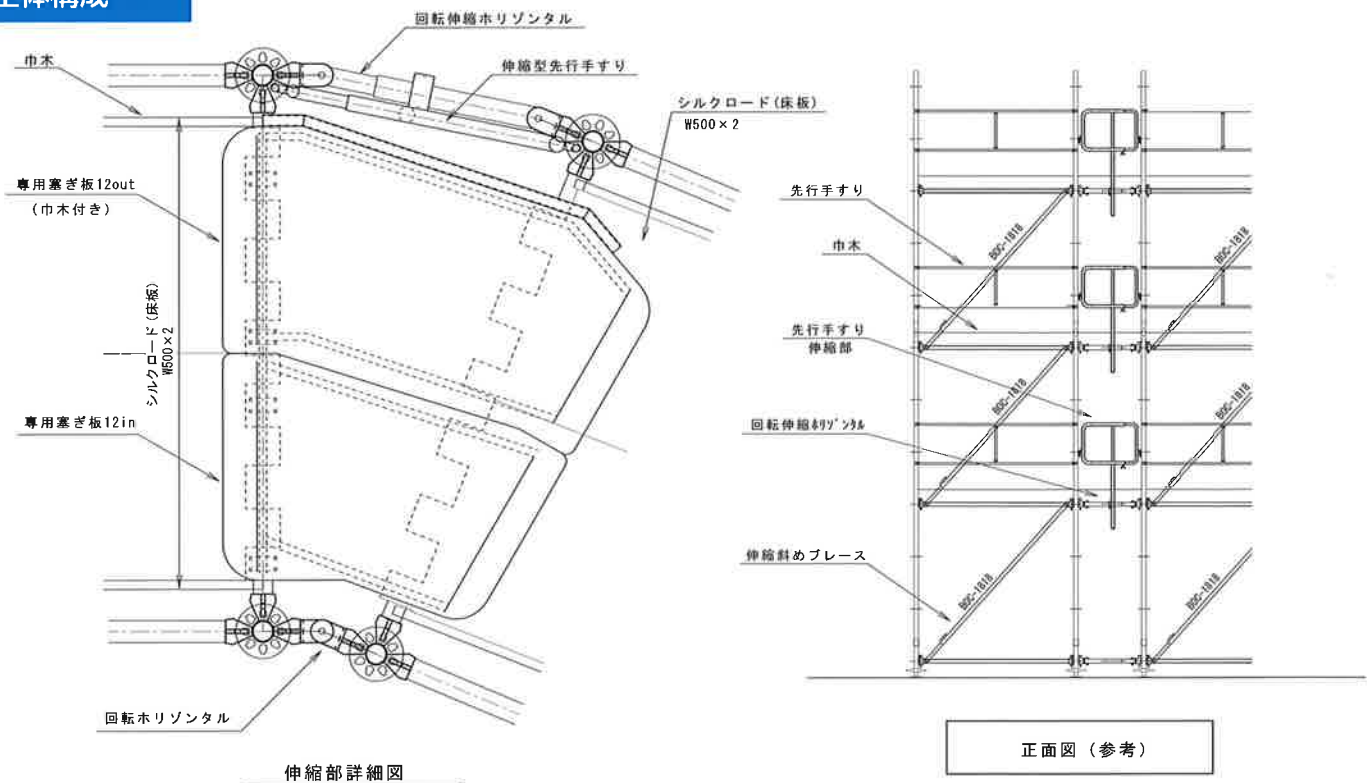 全体構成
回転伸縮ホリゾンタル
巾木
伸縮型先行手すり
シルクロード(床板)
W500×2
専用塞ぎ板12out
(巾木付き)
シルクロード(床板)
W500×2
専用塞ぎ板12in
回転ホリゾンタル
伸縮部詳細図
先行手すり
巾木
先行手すり
伸縮部
回転伸縮ホリゾンタル
伸縮斜めブレース
BOC-1818
BOC-1818
BOC-1818
BOC-1818
BOC-1818
BOC-1818
正面図(参考)